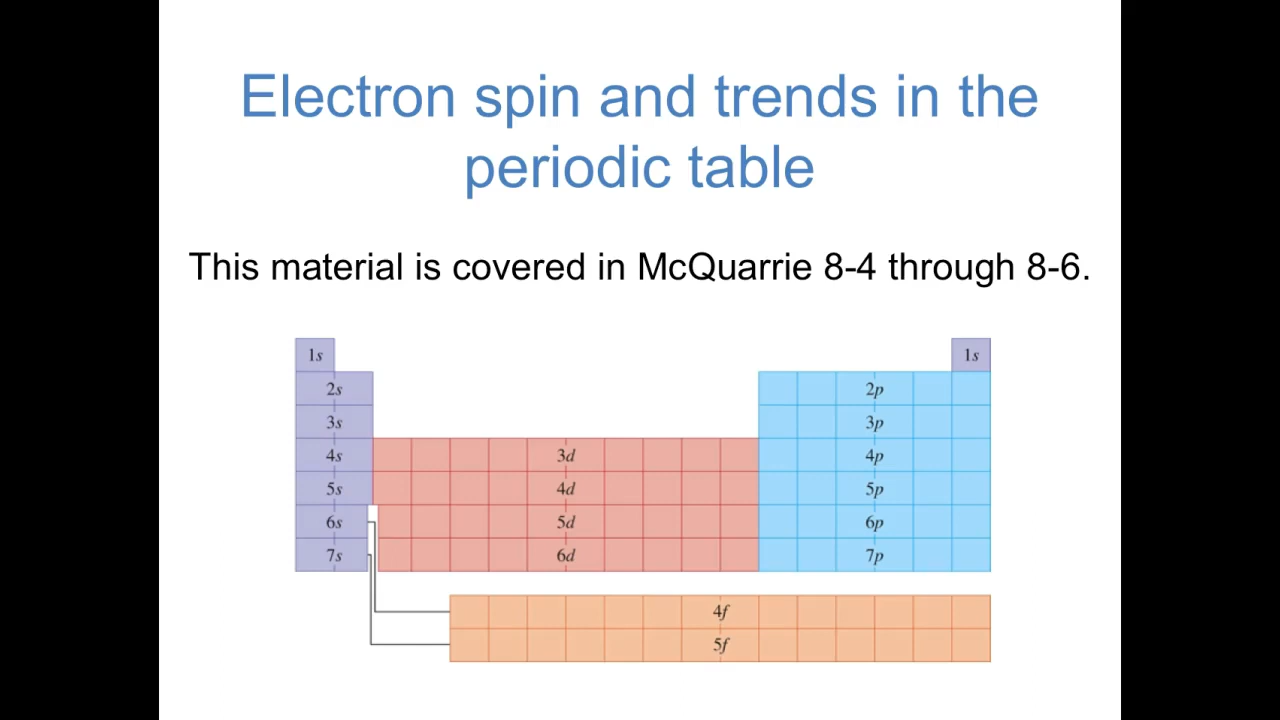 Electron spin and trends in the
periodic table
This material is covered in McQuarrie 8-4 through 8-6.
1s 1s
2s 2p
3s 3p
4s 3d 4p
5s 4d 5p
6s 5d 6p
7s 6d 7p
4f
5f